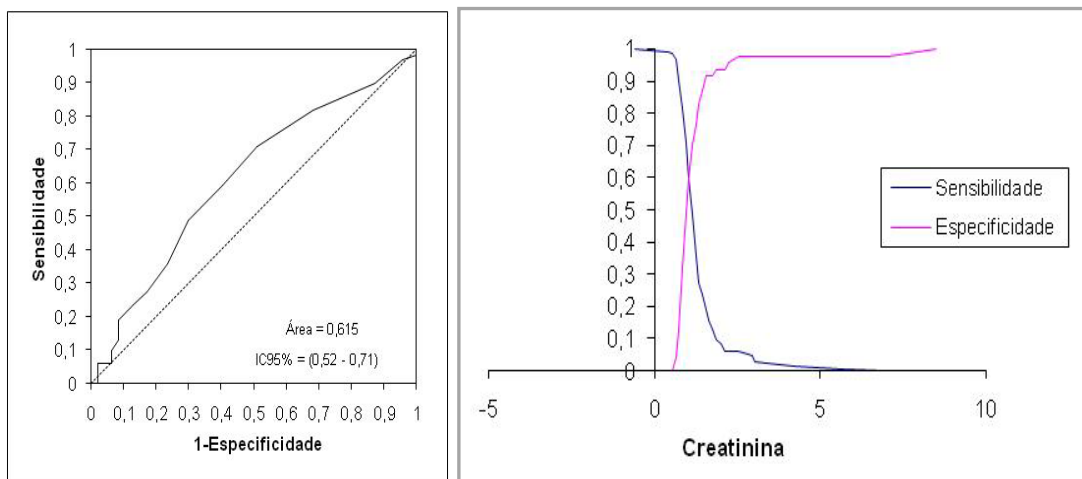 1
0,9
0,8
0,7
0,6
0,5
0,4
0,3
0,2
0,1
0
Sensibilidade
Área = 0,615
IC95% = (0,52 - 0,71)
0 0,1 0,2 0,3 0,4 0,5 0,6 0,7 0,8 0,9 1
1-Especificidade
1
0,9
0,8
0,7
0,6
0,5
0,4
0,3
0,2
0,1
0
-5 0 5 10
Creatinina
Sensibilidade
Especificidade